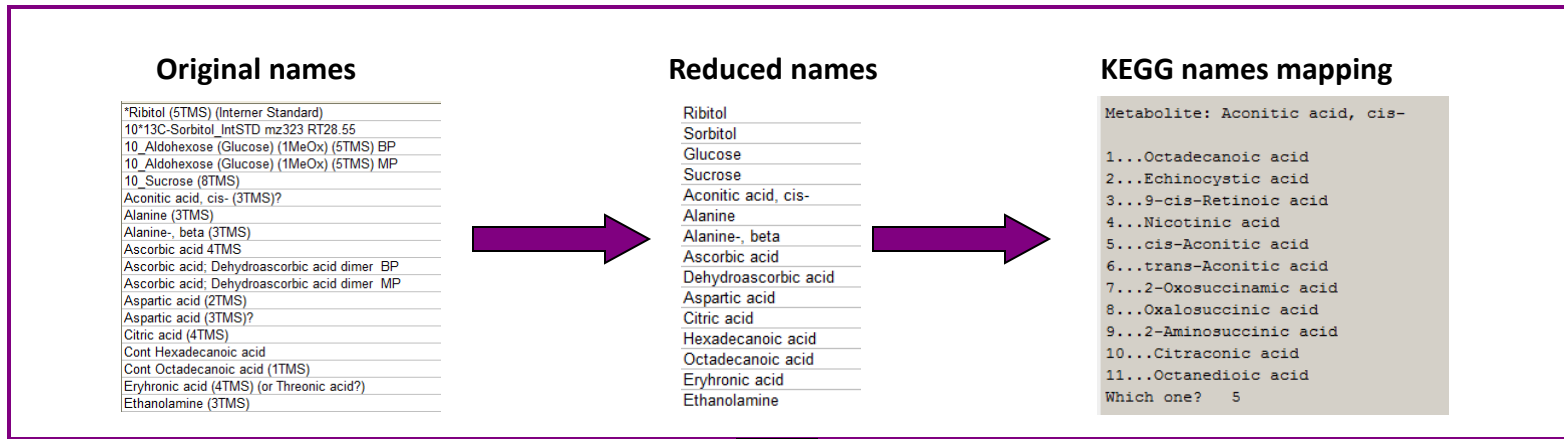 Original names
*Ribitol (5TMS) (Interner Standard)
10*13C-Sorbitol_IntSTD mz323 RT28.55
10_Aldohexose (Glucose) (1MeOx) (5TMS) BP
10_Aldohexose (Glucose) (1MeOx) (5TMS) MP
10_Sucrose (8TMS)
Aconitic acid, cis- (3TMS)?
Alanine (3TMS)
Alanine-, beta (3TMS)
Ascorbic acid 4TMS
Ascorbic acid; Dehydroascorbic acid dimer  BP
Ascorbic acid; Dehydroascorbic acid dimer  MP
Aspartic acid (2TMS)
Aspartic acid (3TMS)?
Citric acid (4TMS)
Cont Hexadecanoic acid
Cont Octadecanoic acid (1TMS)
Eryhronic acid (4TMS) (or Threonic acid?)
Ethanolamine (3TMS)
Reduced names
Ribitol
Sorbitol
Glucose
Sucrose
Aconitic acid, cis-
Alanine
Alanine-, beta
Ascorbic acid
Dehydroascorbic acid
Aspartic acid
Citric acid
Hexadecanoic acid
Octadecanoic acid
Eryhronic acid
Ethanolamine
KEGG names mapping
Metabolite: Aconitic acid, cis-
1...Octadecanoic acid
2...Echinocystic acid
3...9-cis-Retinoic acid
4...Nicotinic acid
5...cis-Aconitic acid
6...trans-Aconitic acid
7...2-Oxosuccinamic acid
8...Oxalosuccinic acid
9...2-Aminosuccinic acid
10...Citraconic acid
11...Octanedioic acid
Which one?   5